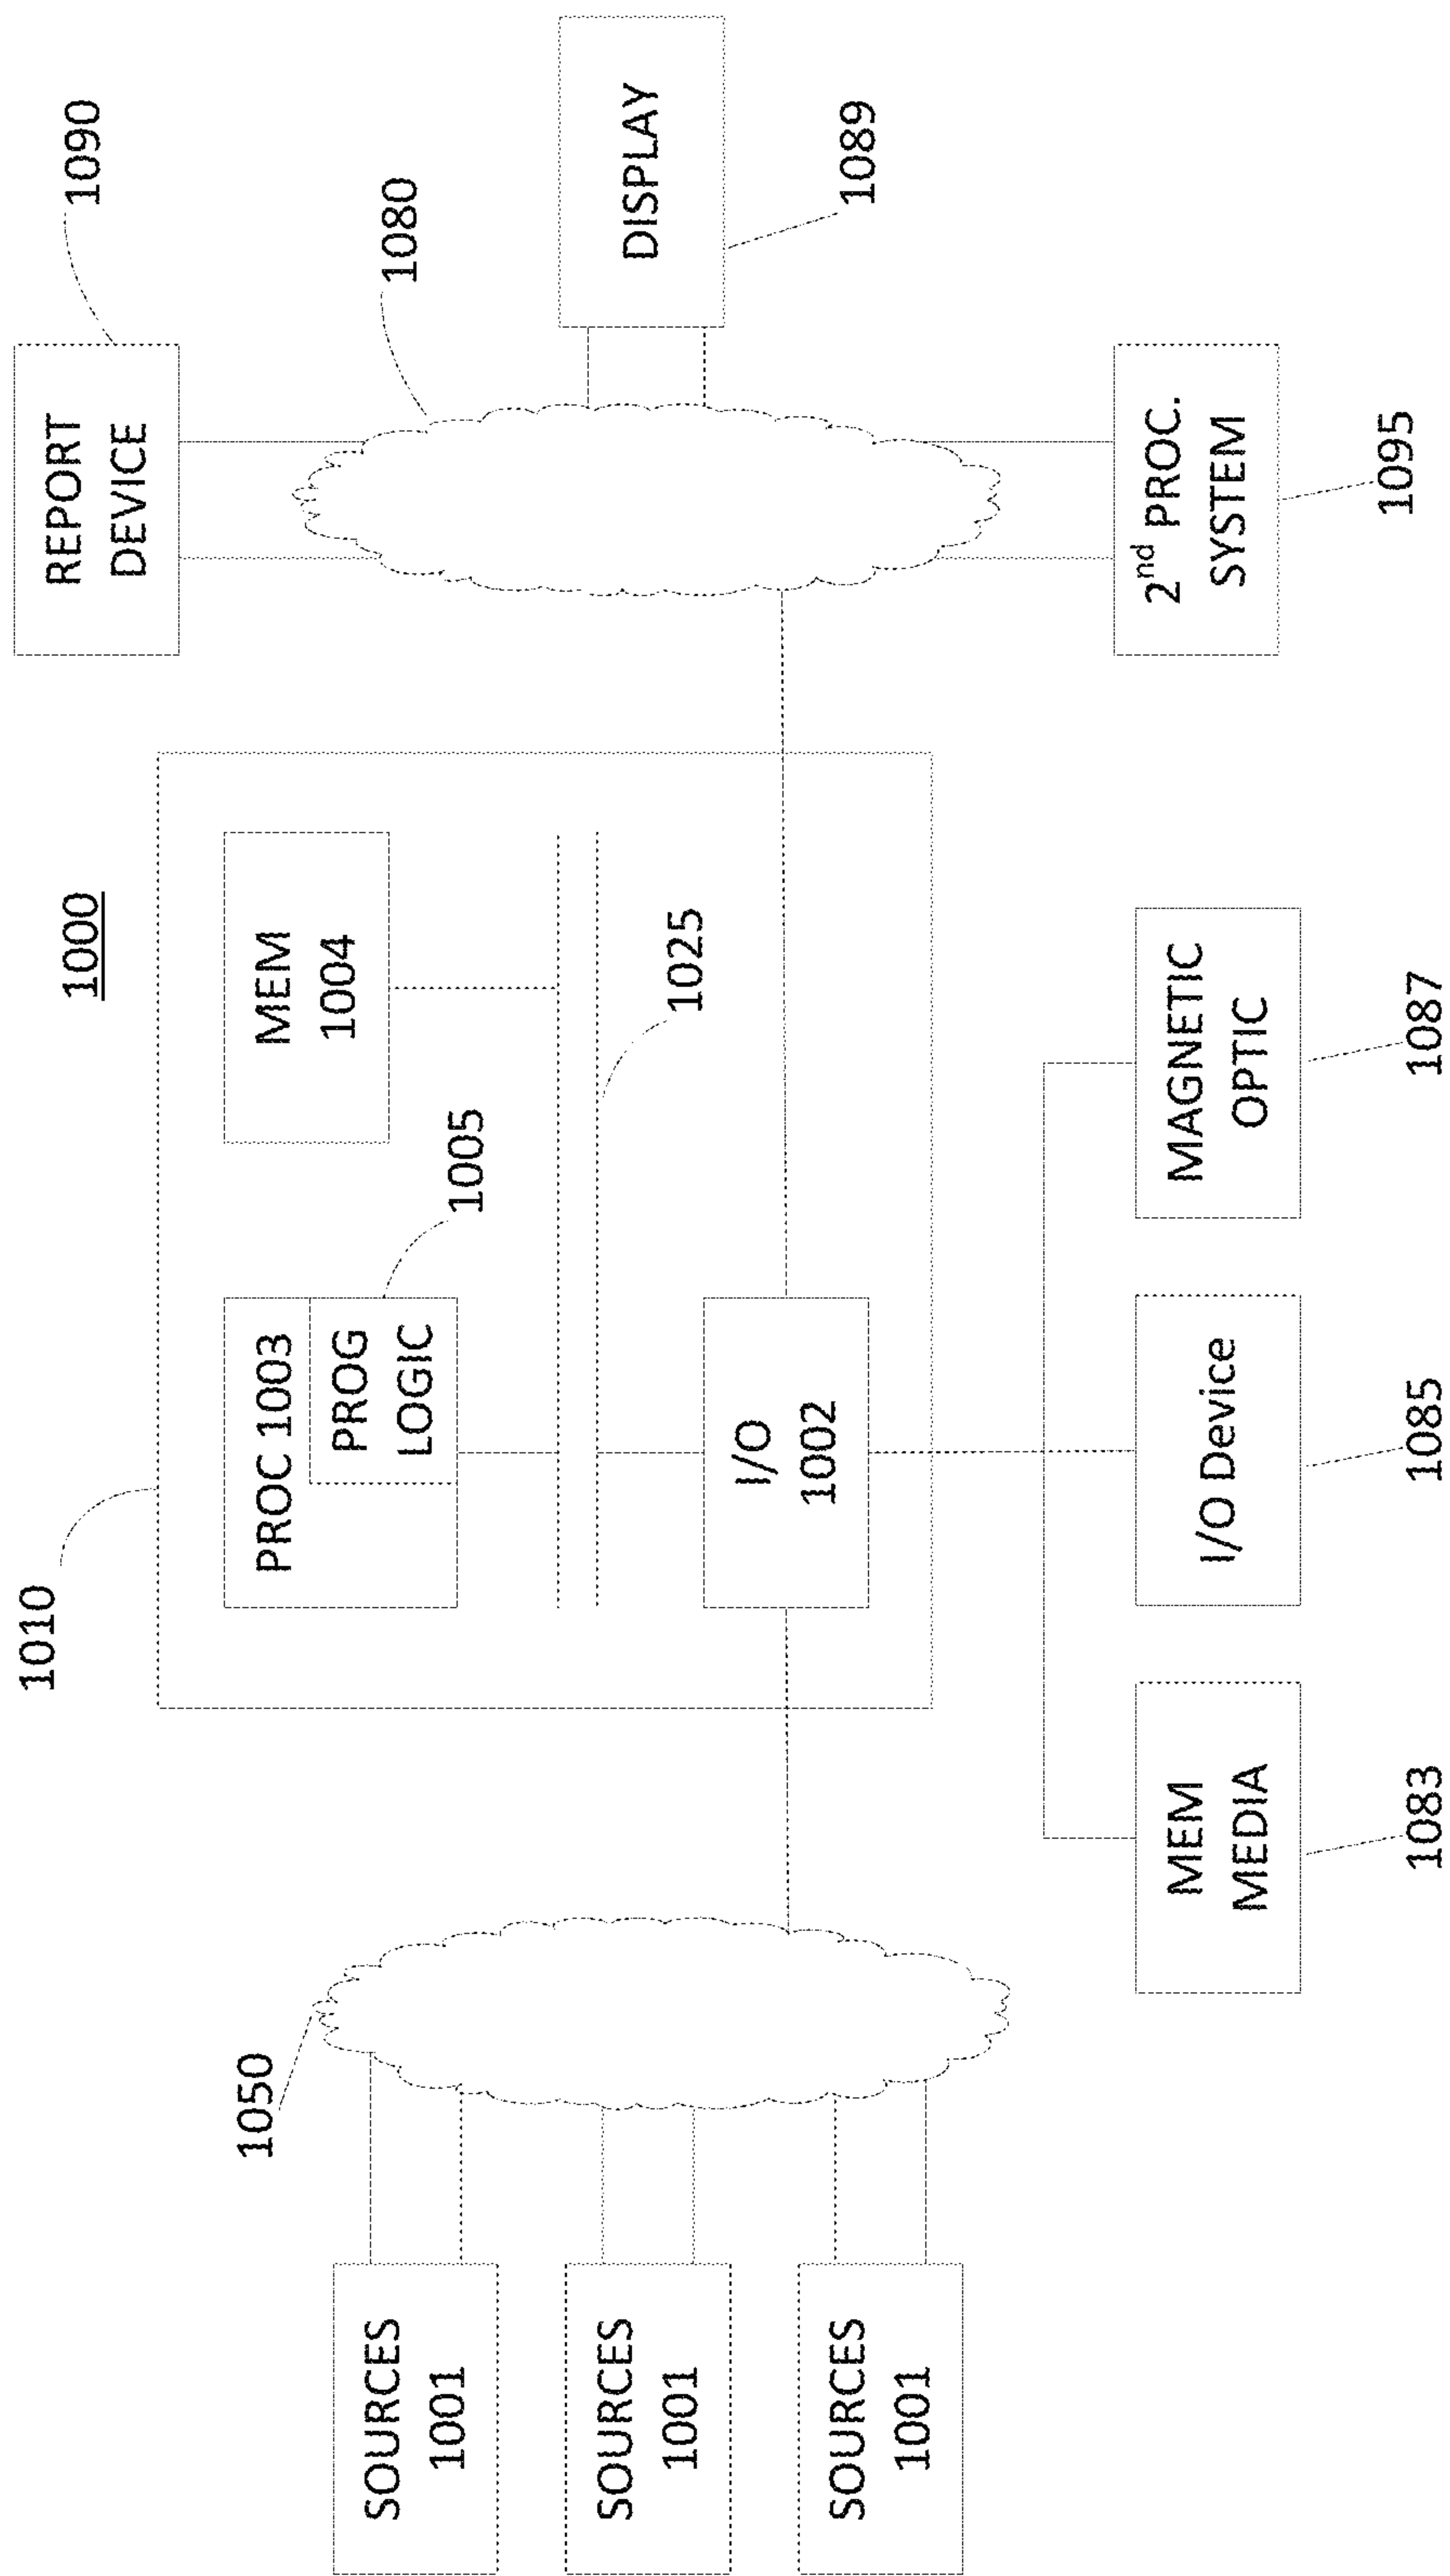 1000
SOURCES
1001
SOURCES
1001
SOURCES
1001
1050
1010
PROC 1003
PROG
LOGIC
1005
MEM
1004
1025
I/O
1002
MEM
MEDIA
1083
I/O Device
1085
MAGNETIC
OPTIC
1087
REPORT
DEVICE
1090
1080
DISPLAY
1089
2nd PROC.
SYSTEM
1095